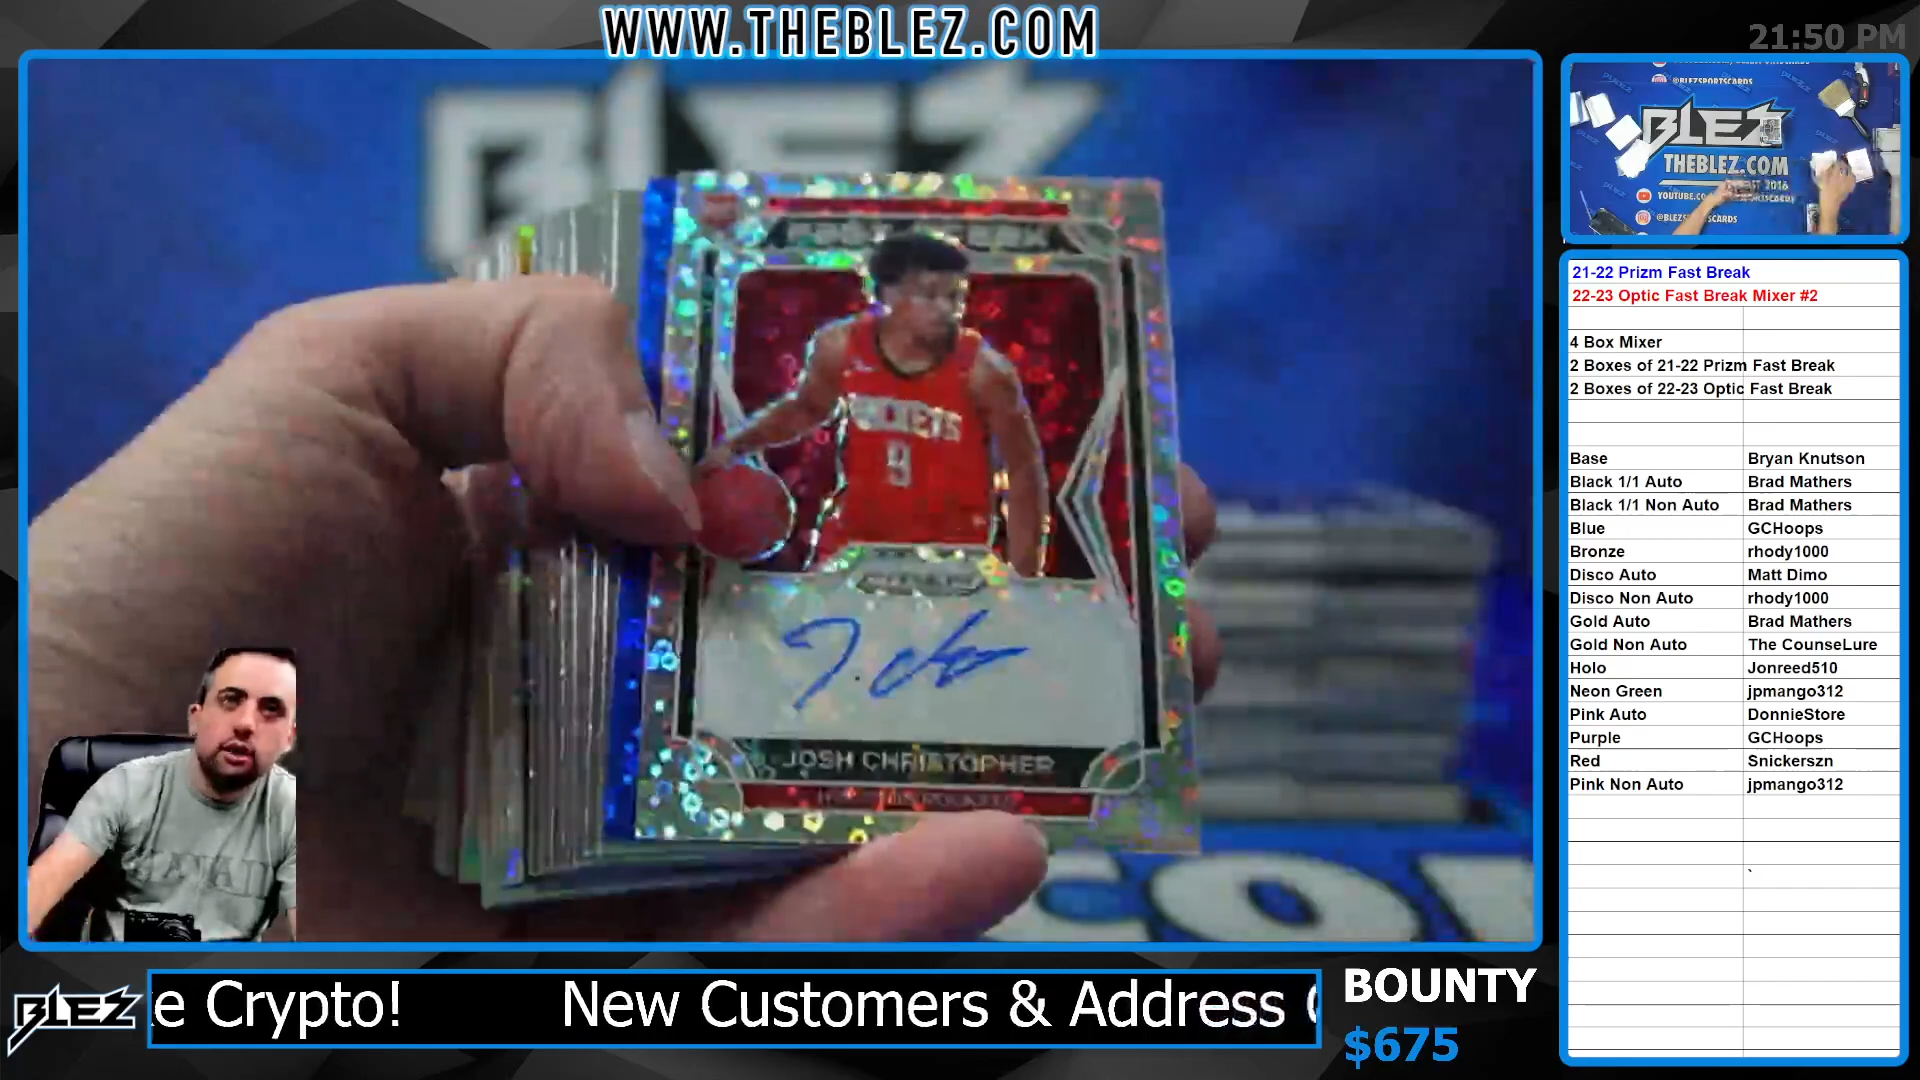 WWW.THEBLEZ.COM
21:50 PM
BLEZ
ROCKETS
9
JOSH CHRISTOPHER
@BLEZSPORTSCARDS
BLEZ
THEBLEZ.COM
21-22 Prizm Fast Break
22-23 Optic Fast Break Mixer #2
4 Box Mixer
2 Boxes of 21-22 Prizm Fast Break
2 Boxes of 22-23 Optic Fast Break
Base Bryan Knutson
Black 1/1 Auto Brad Mathers
Black 1/1 Non Auto Brad Mathers
Blue GCHoops
Bronze rhody1000
Disco Auto Matt Dimo
Disco Non Auto rhody1000
Gold Auto Brad Mathers
Gold Non Auto The CounseLure
Holo Jonreed510
Neon Green jpmango312
Pink Auto DonnieStore
Purple GCHoops
Red Snickerszn
Pink Non Auto jpmango312
`
BLEZ
e Crypto! New Customers & Address
BOUNTY
$675